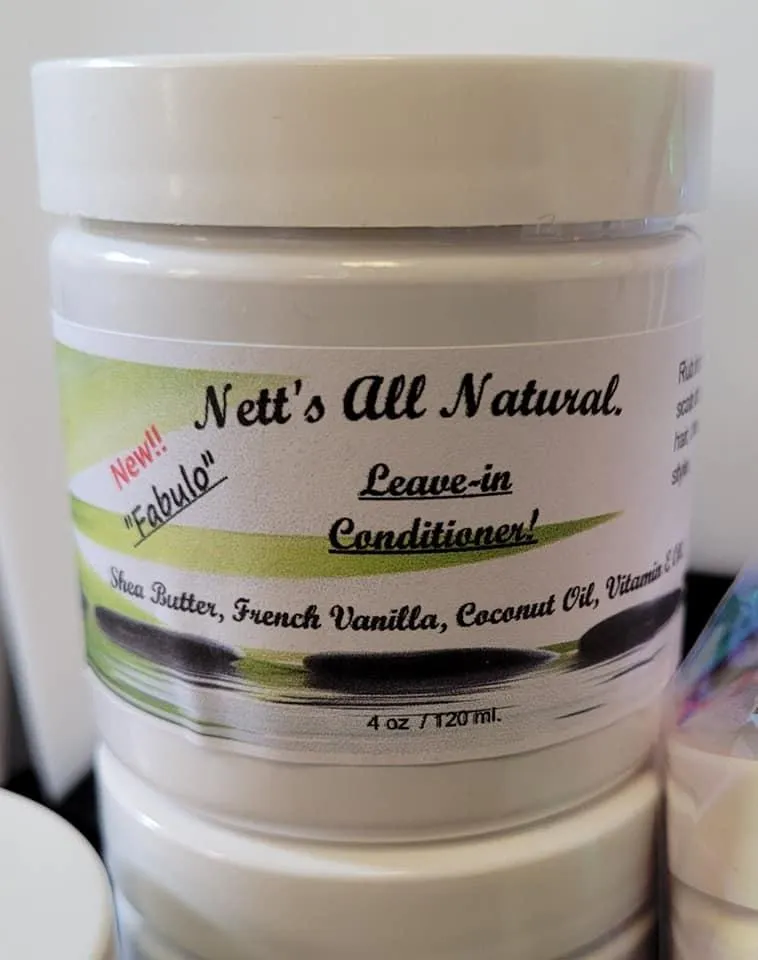 Nett's All Natural.
New!!
"Fabulo"
Leave-in
Conditioner!
Shea Butter, French Vanilla, Coconut Oil, Vitamin E
4 oz / 120 ml.